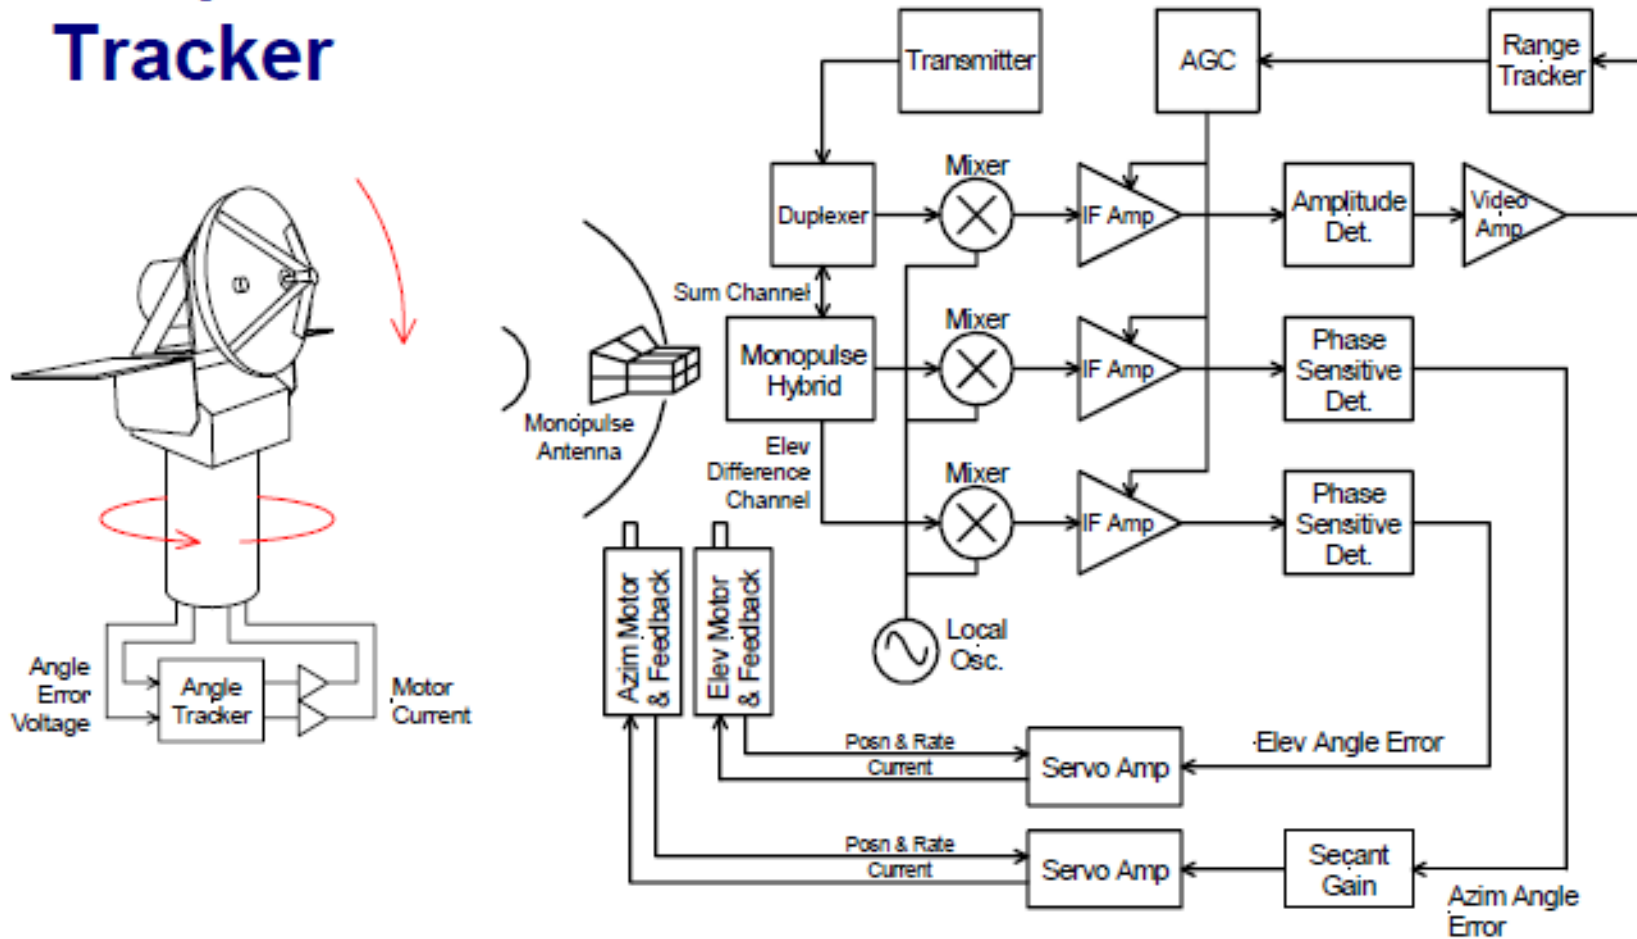 Tracker
Transmitter
AGC
Range
Tracker
Mixer
Duplexer
IF Amp
Amplitude
Det.
Video
Amp
Sum Channel
Mixer
Monopulse
Hybrid
IF Amp
Phase
Sensitive
Det.
Monopulse
Antenna
Elev
Difference
Channel
Mixer
IF Amp
Phase
Sensitive
Det.
Azim Motor
& Feedback
Elev Motor
& Feedback
Local
Osc.
Angle
Error
Voltage
Angle
Tracker
Motor
Current
Posn & Rate
Current
Servo Amp
Elev Angle Error
Posn & Rate
Current
Servo Amp
Secant
Gain
Azim Angle
Error